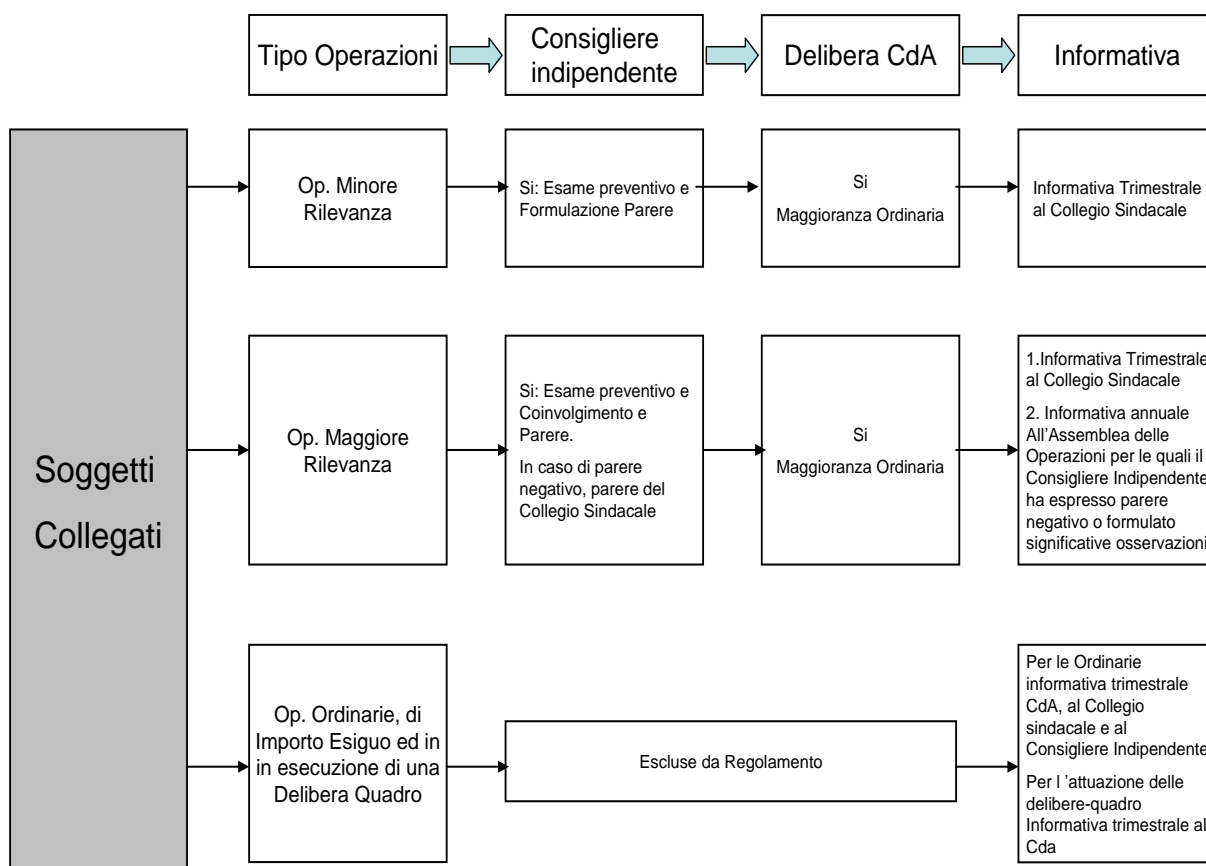 Tipo Operazioni
Consigliere
indipendente
Delibera CdA
Informativa
Soggetti
Collegati
Op. Minore
Rilevanza
Si: Esame preventivo e
Formulazione Parere
Si
Maggioranza Ordinaria
Informativa Trimestrale
al Collegio Sindacale
Op. Maggiore
Rilevanza
Si: Esame preventivo e
Coinvolgimento e
Parere.
In caso di parere
negativo, parere del
Collegio Sindacale
Si
Maggioranza Ordinaria
1.Informativa Trimestrale
al Collegio Sindacale
2. Informativa annuale
All'Assemblea delle
Operazioni per le quali il
Consigliere Indipendente
ha espresso parere
negativo o formulato
significative osservazioni
Op. Ordinarie, di
Importo Esiguo ed in
in esecuzione di una
Delibera Quadro
Escluse da Regolamento
Per le Ordinarie
informativa trimestrale
CdA, al Collegio
sindacale e al
Consigliere Indipendente
Per l 'attuazione delle
delibere-quadro
Informativa trimestrale al
Cda